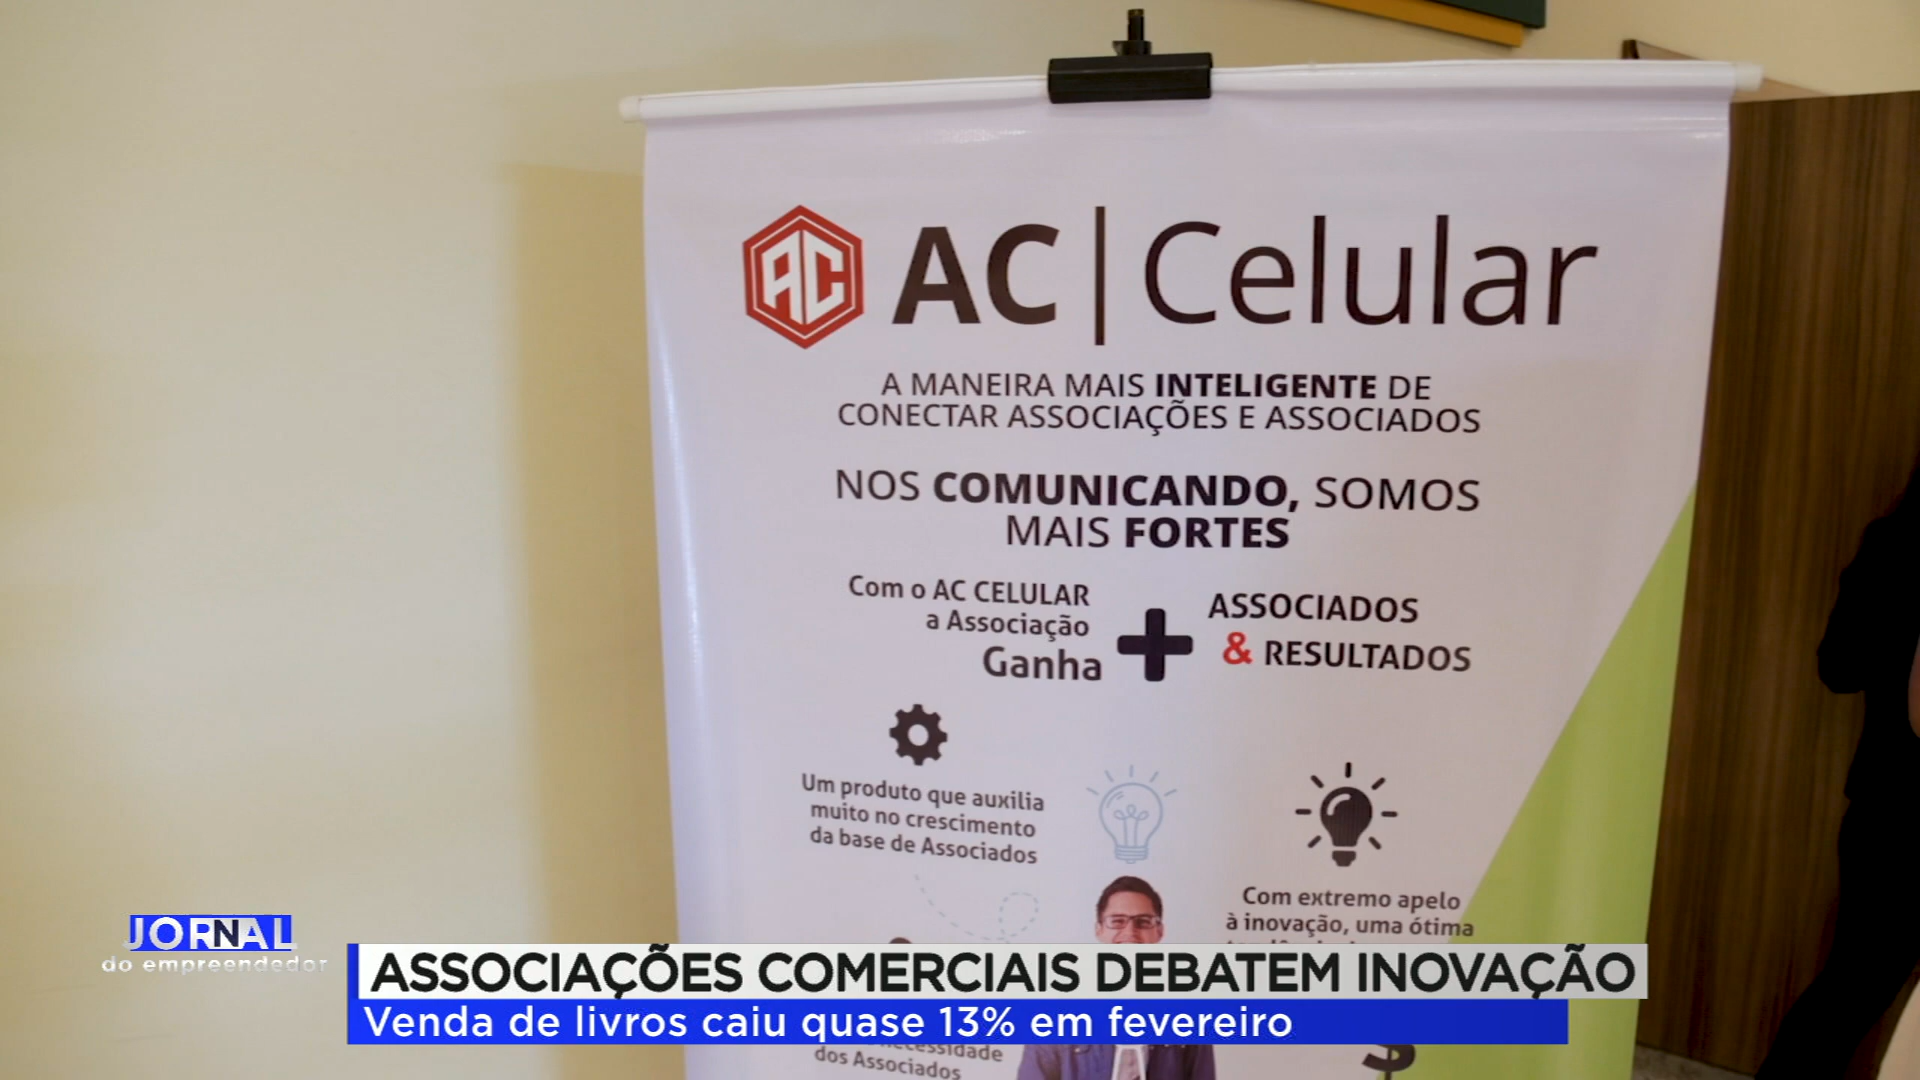 AC
AC | Celular
A MANEIRA MAIS INTELIGENTE DE
CONECTAR ASSOCIAÇÕES E ASSOCIADOS
NOS COMUNICANDO, SOMOS
MAIS FORTES
Com o AC CELULAR
a Associação
Ganha
+
ASSOCIADOS
& RESULTADOS
Um produto que auxilia
muito no crescimento
da base de Associados
Com extremo apelo
à inovação, uma ótima
dos Associados
JORNAL
do empreendedor
ASSOCIAÇÕES COMERCIAIS DEBATEM INOVAÇÃO
Venda de livros caiu quase 13% em fevereiro